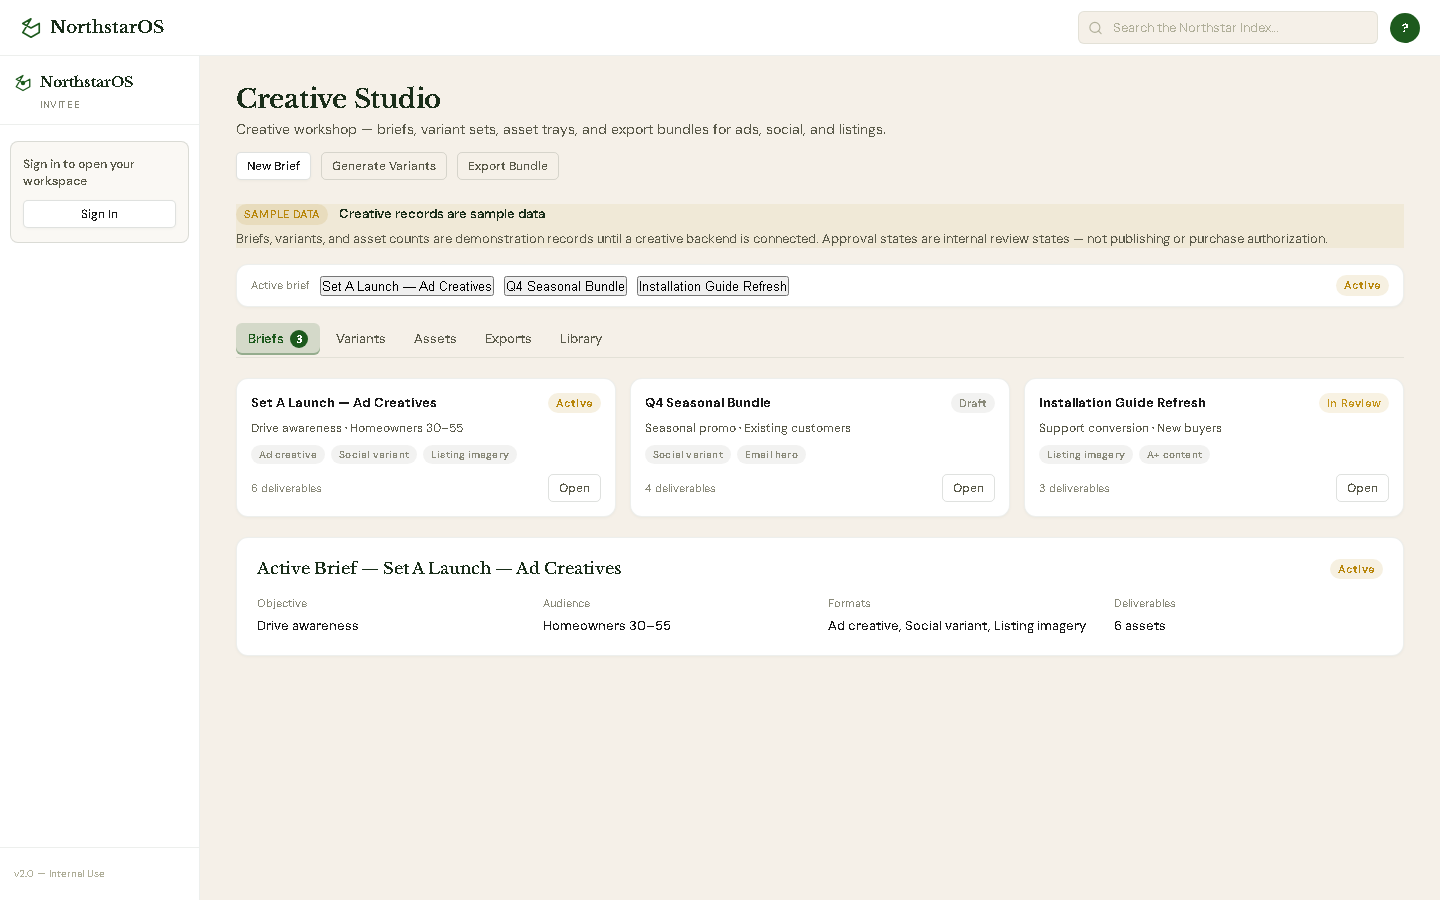 NorthstarOS
Search the Northstar Index...
?
NorthstarOS
INVITEE
Sign in to open your
workspace
Sign In
v2.0 — Internal Use
Creative Studio
Creative workshop — briefs, variant sets, asset trays, and export bundles for ads, social, and listings.
New Brief
Generate Variants
Export Bundle
SAMPLE DATA Creative records are sample data
Briefs, variants, and asset counts are demonstration records until a creative backend is connected. Approval states are internal review states — not publishing or purchase authorization.
Active brief Set A Launch — Ad Creatives Q4 Seasonal Bundle Installation Guide Refresh Active
Briefs 3 Variants Assets Exports Library
Set A Launch — Ad Creatives Active
Drive awareness · Homeowners 30–55
Ad creative Social variant Listing imagery
6 deliverables Open
Q4 Seasonal Bundle Draft
Seasonal promo · Existing customers
Social variant Email hero
4 deliverables Open
Installation Guide Refresh In Review
Support conversion · New buyers
Listing imagery A+ content
3 deliverables Open
Active Brief — Set A Launch — Ad Creatives Active
Objective Audience Formats Deliverables
Drive awareness Homeowners 30–55 Ad creative, Social variant, Listing imagery 6 assets